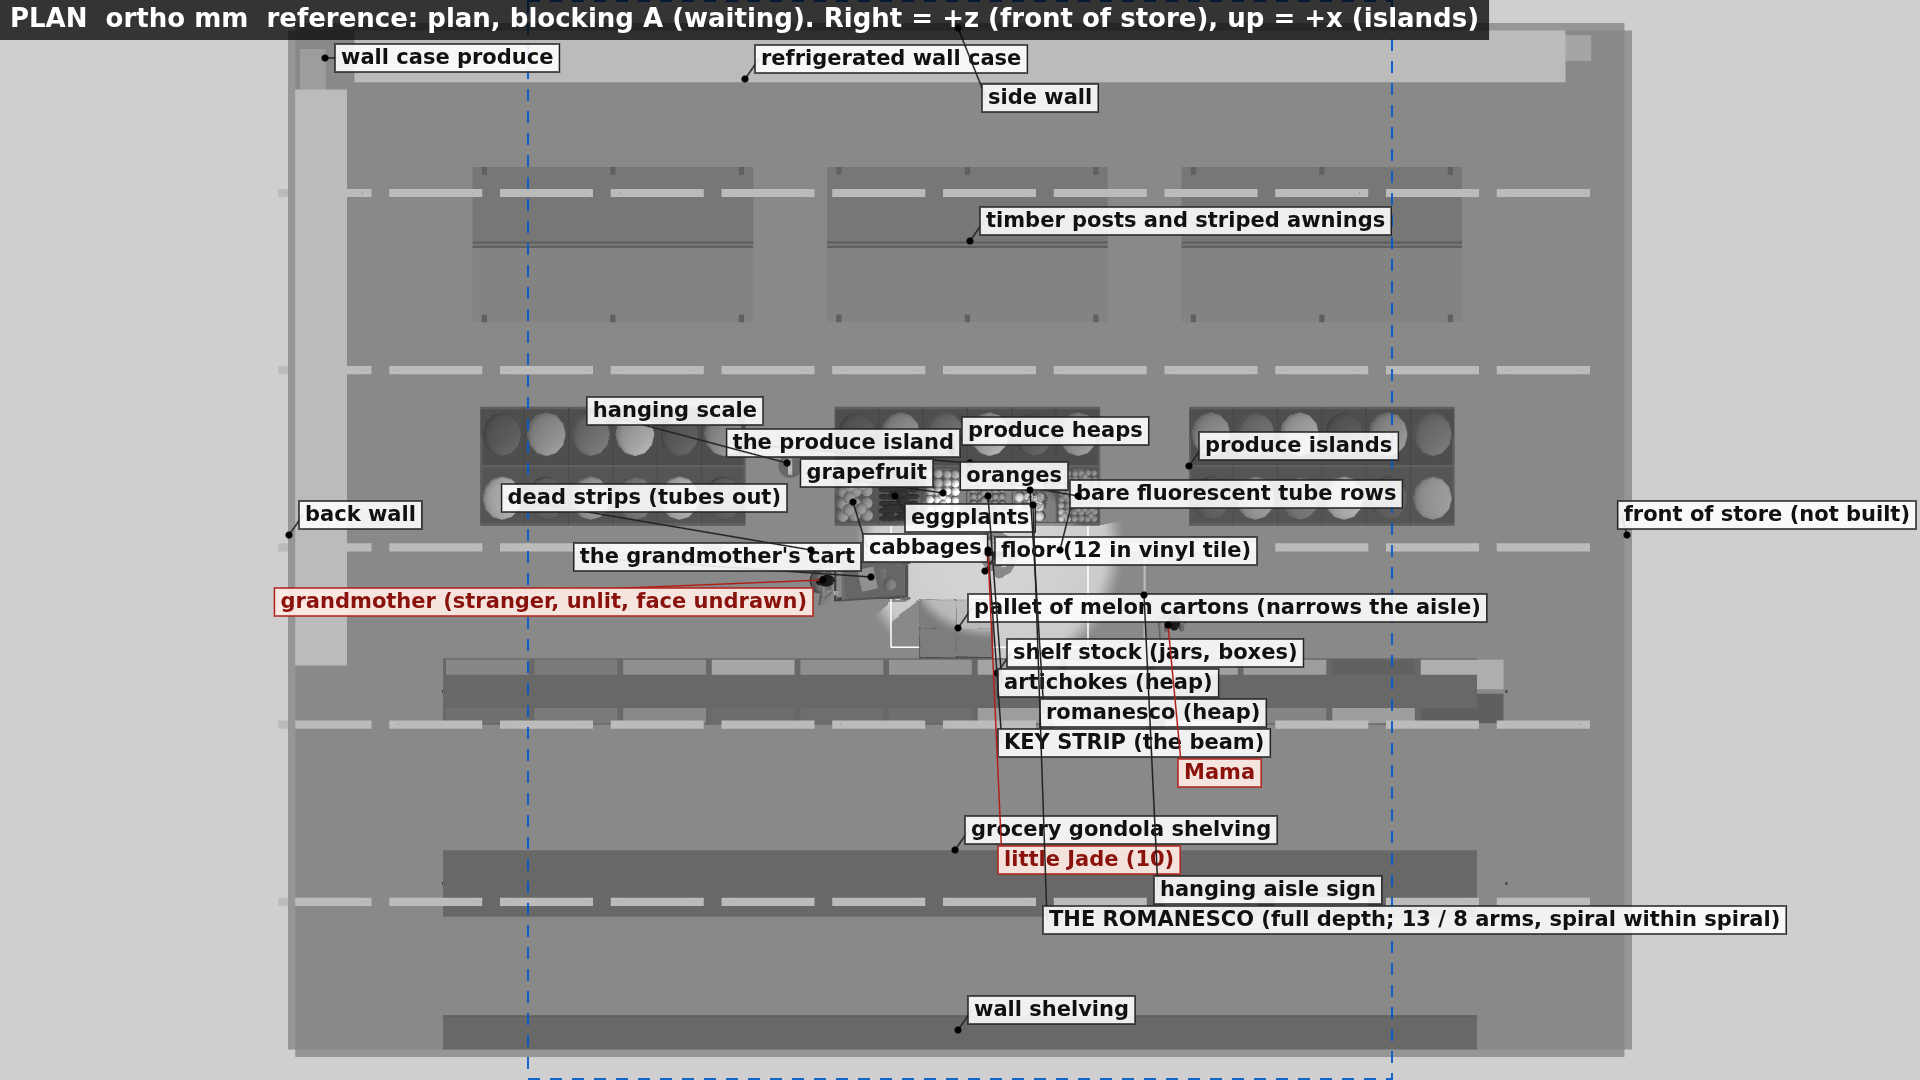 PLAN  ortho mm  reference: plan, blocking A (waiting). Right = +z (front of store), up = +x (islands)
wall case produce
refrigerated wall case
side wall
timber posts and striped awnings
hanging scale
the produce island
produce heaps
produce islands
grapefruit
oranges
dead strips (tubes out)
bare fluorescent tube rows
back wall
eggplants
front of store (not built)
the grandmother's cart
cabbages
floor (12 in vinyl tile)
grandmother (stranger, unlit, face undrawn)
pallet of melon cartons (narrows the aisle)
shelf stock (jars, boxes)
artichokes (heap)
romanesco (heap)
KEY STRIP (the beam)
Mama
grocery gondola shelving
little Jade (10)
hanging aisle sign
THE ROMANESCO (full depth; 13 / 8 arms, spiral within spiral)
wall shelving